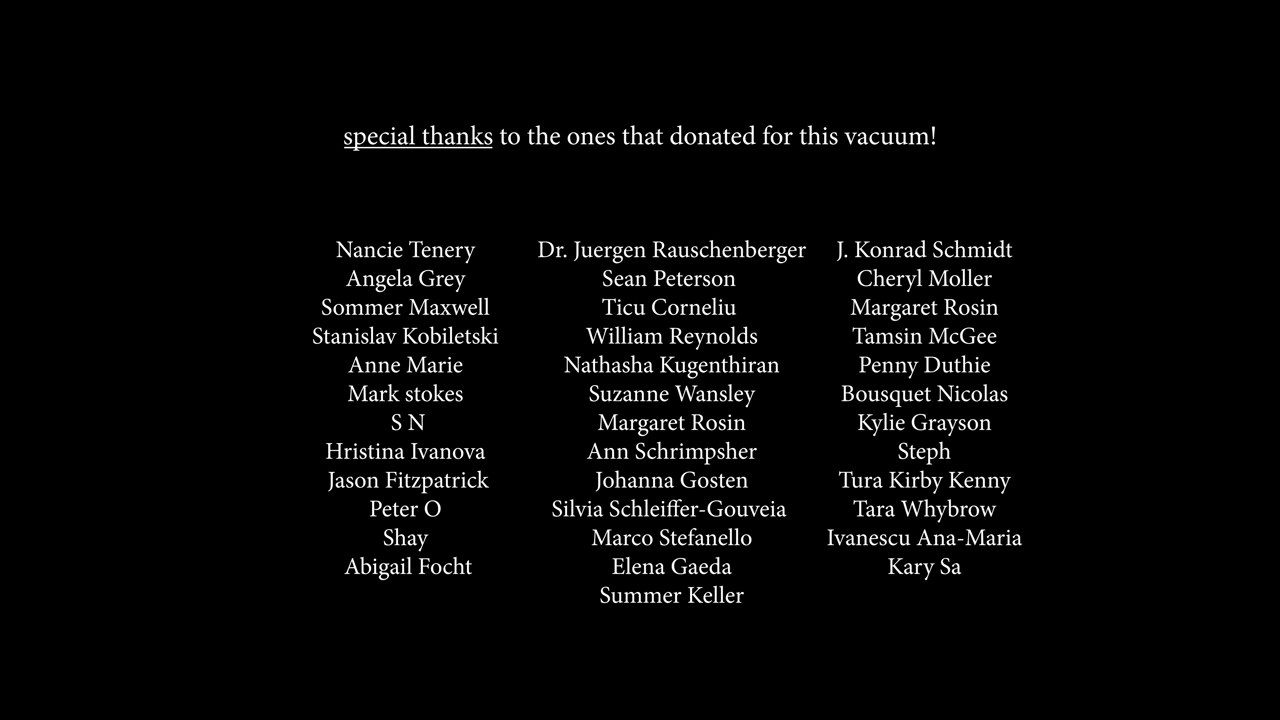 special thanks to the ones that donated for this vacuum!
Nancie Tenery
Angela Grey
Sommer Maxwell
Stanislav Kobiletski
Anne Marie
Mark stokes
S N
Hristina Ivanova
Jason Fitzpatrick
Peter O
Shay
Abigail Focht
Dr. Juergen Rauschenberger
Sean Peterson
Ticu Corneliu
William Reynolds
Nathasha Kugenthiran
Suzanne Wansley
Margaret Rosin
Ann Schrimpsher
Johanna Gosten
Silvia Schleiffer-Gouveia
Marco Stefanello
Elena Gaeda
Summer Keller
J. Konrad Schmidt
Cheryl Moller
Margaret Rosin
Tamsin McGee
Penny Duthie
Bousquet Nicolas
Kylie Grayson
Steph
Tura Kirby Kenny
Tara Whybrow
Ivanescu Ana-Maria
Kary Sa